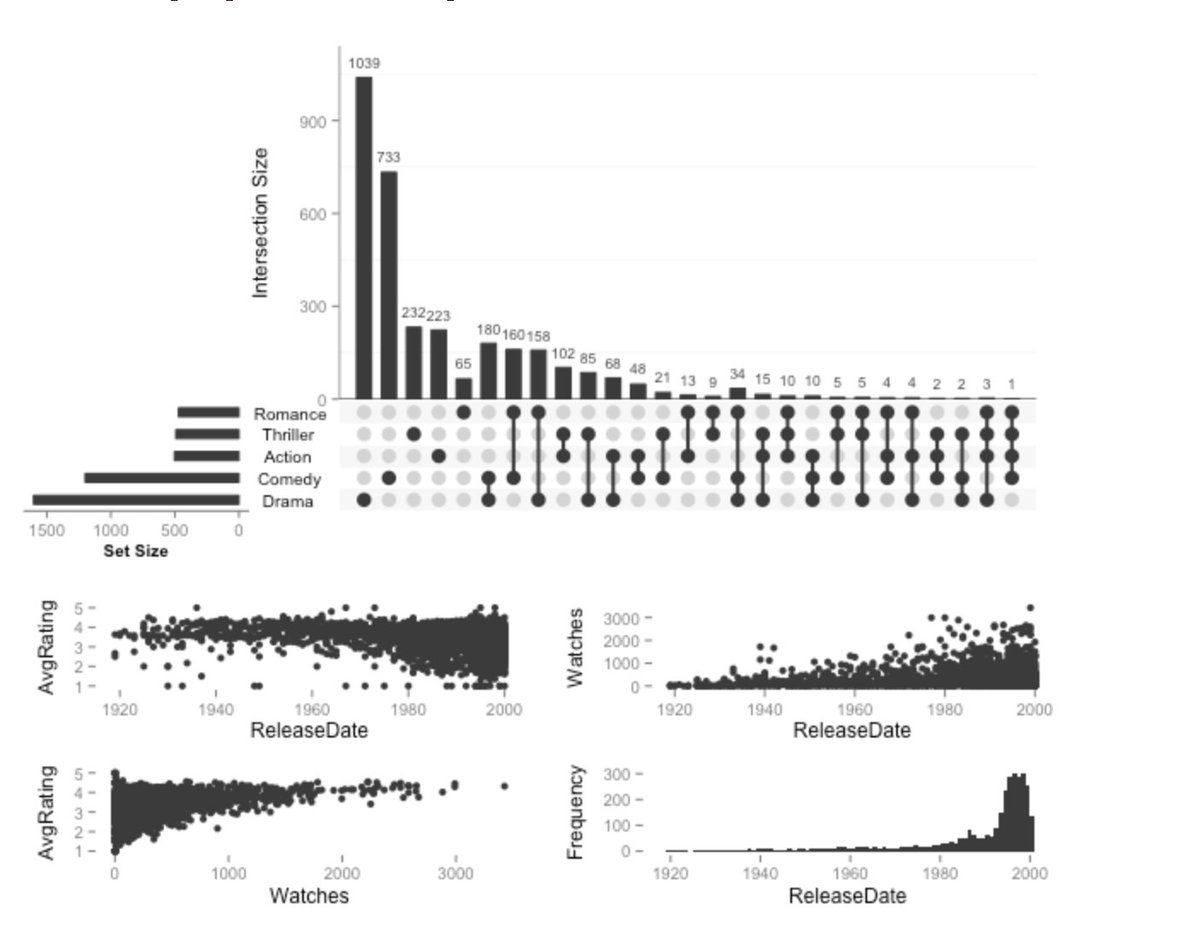 1039
900
733
600
Intersection Size
300
232 223
65
180 160 158
102 85 68 48 21 13 9 34 15 10 10 5 5 4 4 2 2 3 1
0
Romance
Thriller
Action
Comedy
Drama
1500 1000 500 0
Set Size
AvgRating
5
4
3
2
1
1920 1940 1960 1980 2000
ReleaseDate
Watches
3000
2000
1000
0
1920 1940 1960 1980 2000
ReleaseDate
AvgRating
5
4
3
2
1
0 1000 2000 3000
Watches
Frequency
300
200
100
0
1920 1940 1960 1980 2000
ReleaseDate